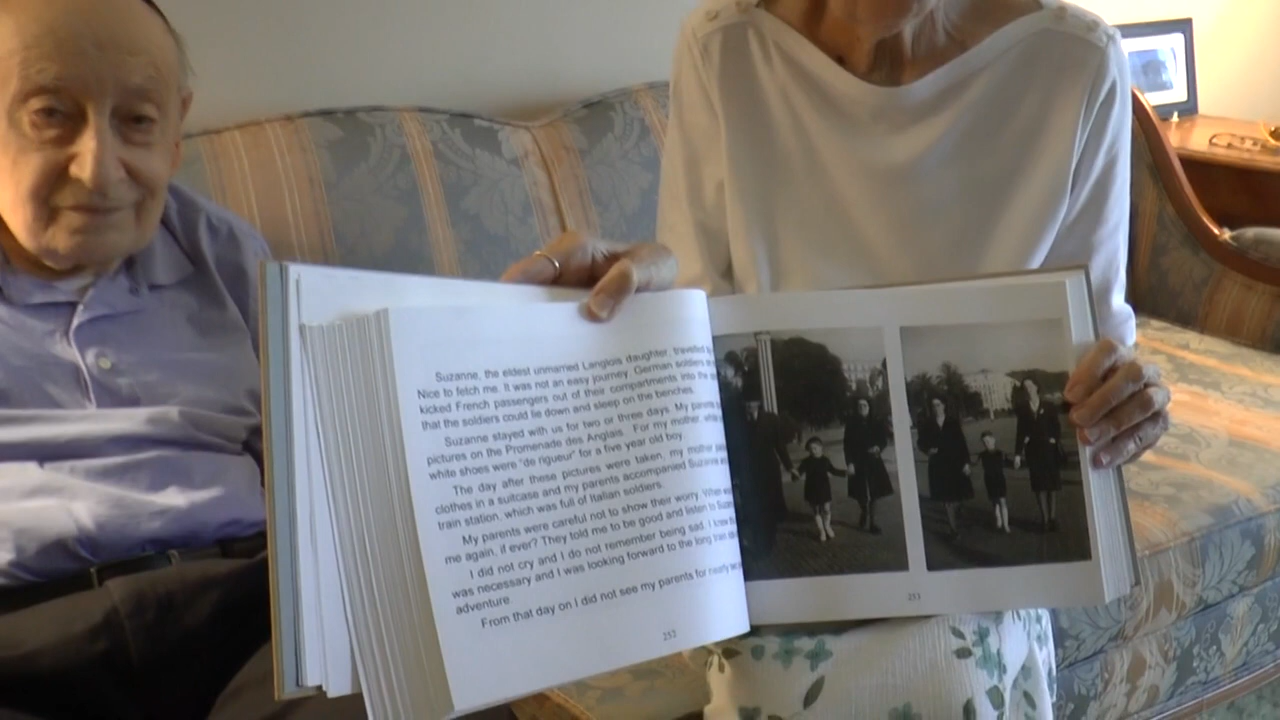 Suzanne, the eldest unmarried Langlois daughter, travelled
Nice to fetch me. It was not an easy journey. German soldiers
kicked French passengers out of their compartments into the
that the soldiers could lie down and sleep on the benches.
Suzanne stayed with us for two or three days. My parents
pictures on the Promenade des Anglais. For my mother,
white shoes were "de rigueur" for a five year old boy.
The day after these pictures were taken, my mother
clothes in a suitcase and my parents accompanied Suzanne
train station, which was full of Italian soldiers.
My parents were careful not to show their worry. When
me again, if ever? They told me to be good and listen to
I did not cry and I do not remember being sad. I knew
was necessary and I was looking forward to the long train
adventure.
From that day on I did not see my parents for nearly
252
253